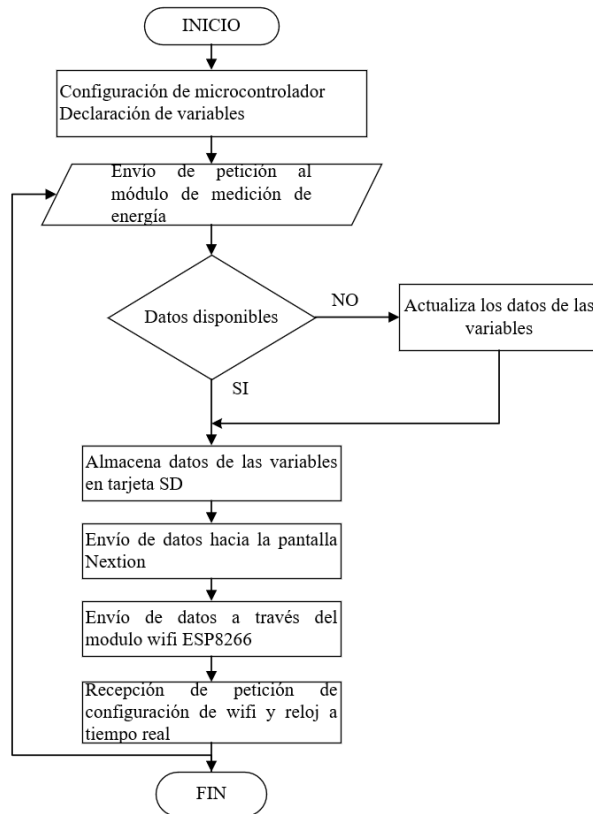 INICIO
Configuración de microcontrolador
Declaración de variables
Envío de petición al
módulo de medición de
energía
Datos disponibles
NO
Actualiza los datos de las
variables
SI
Almacena datos de las variables
en tarjeta SD
Envío de datos hacia la pantalla
Nextion
Envío de datos a través del
modulo wifi ESP8266
Recepción de petición de
configuración de wifi y reloj a
tiempo real
FIN